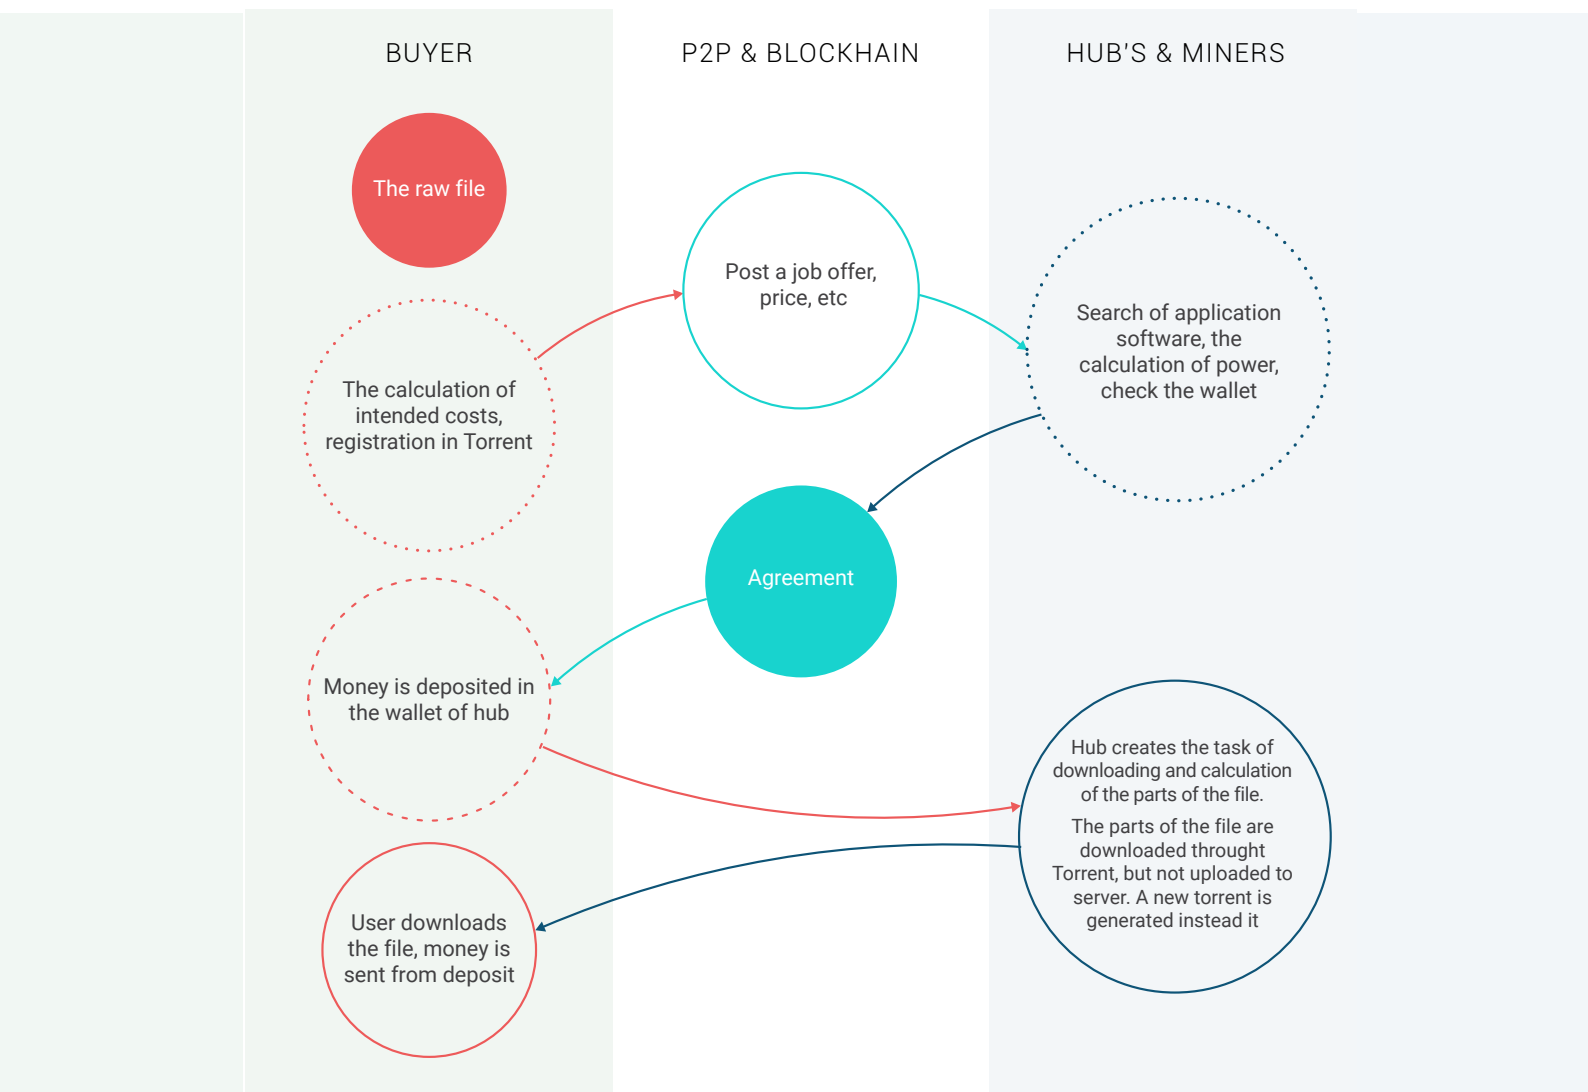 BUYER
P2P & BLOCKHAIN
HUB'S & MINERS
The raw file
Post a job offer,
price, etc
Search of application
software, the
calculation of power,
check the wallet
The calculation of
intended costs,
registration in Torrent
Agreement
Money is deposited in
the wallet of hub
Hub creates the task of
downloading and calculation
of the parts of the file.
The parts of the file are
downloaded throught
Torrent, but not uploaded to
server. A new torrent is
generated instead it
User downloads
the file, money is
sent from deposit